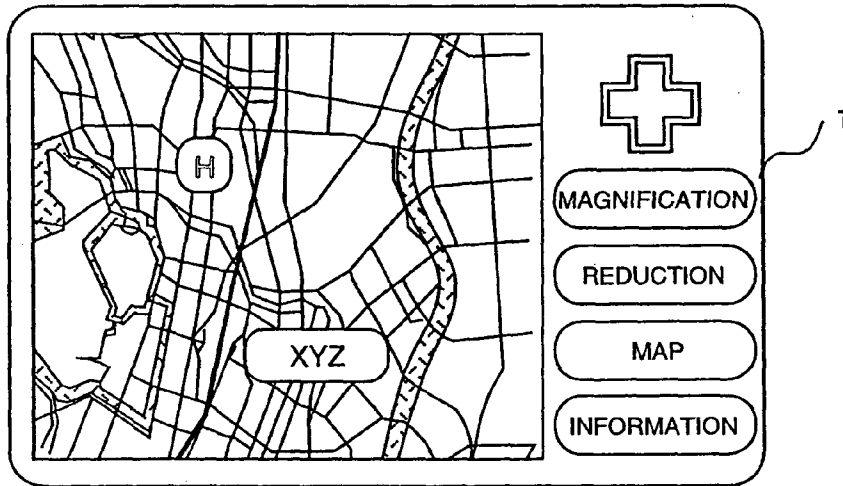 H
MAGNIFICATION
REDUCTION
MAP
XYZ
INFORMATION